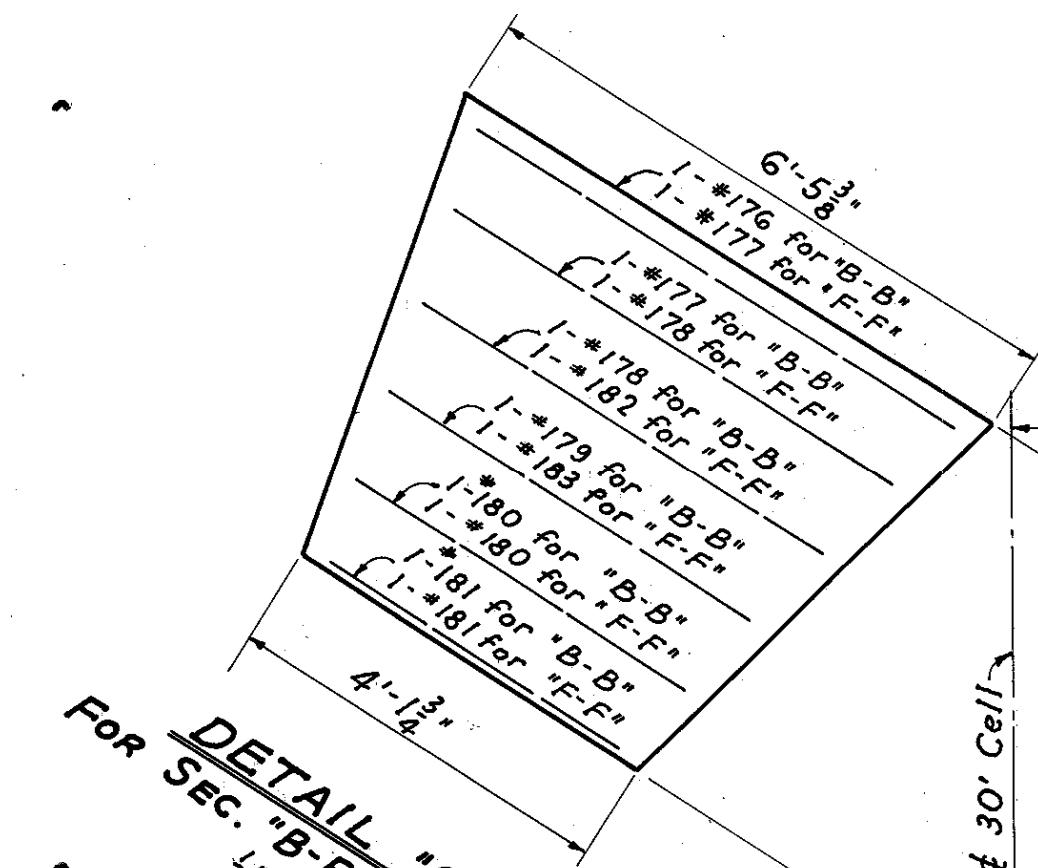 6'-5 3/8"
1-#176 for "B-B"
1-#177 for "F-F"
1-#177 for "B-B"
1-#178 for "F-F"
1-#178 for "B-B"
1-#182 for "F-F"
1-#179 for "B-B"
1-#183 for "F-F"
1-#180 for "B-B"
1-#180 for "F-F"
1-#181 for "B-B"
1-#181 for "F-F"
4'-1 3/4"
30' Cell
DETAIL
FOR SEC. "B-B